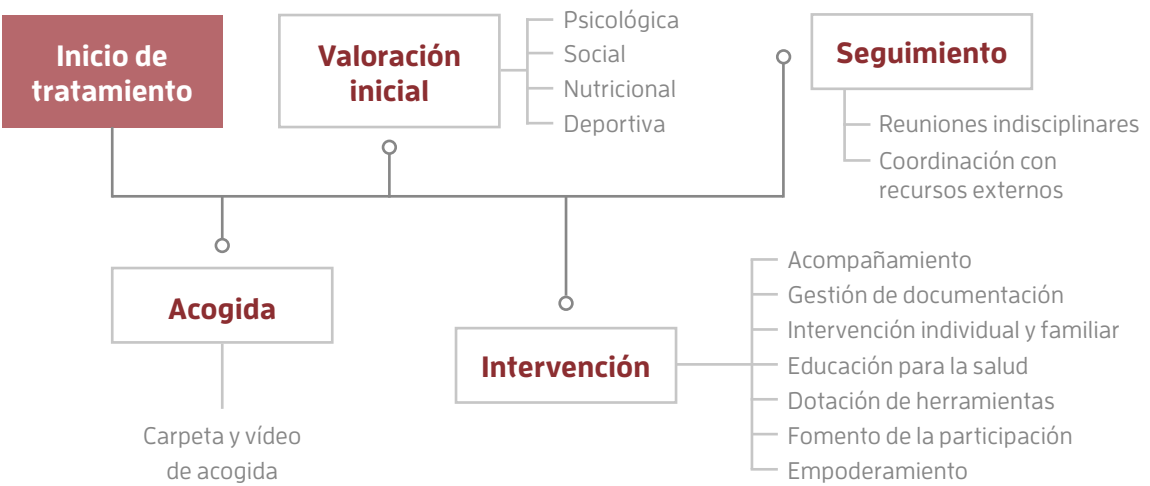 Inicio de
tratamiento
Acogida
Carpeta y vídeo
de acogida
Valoración
inicial
Psicológica
Social
Nutricional
Deportiva
Intervención
Acompañamiento
Gestión de documentación
Intervención individual y familiar
Educación para la salud
Dotación de herramientas
Fomento de la participación
Empoderamiento
Seguimiento
Reuniones indisciplinares
Coordinación con
recursos externos